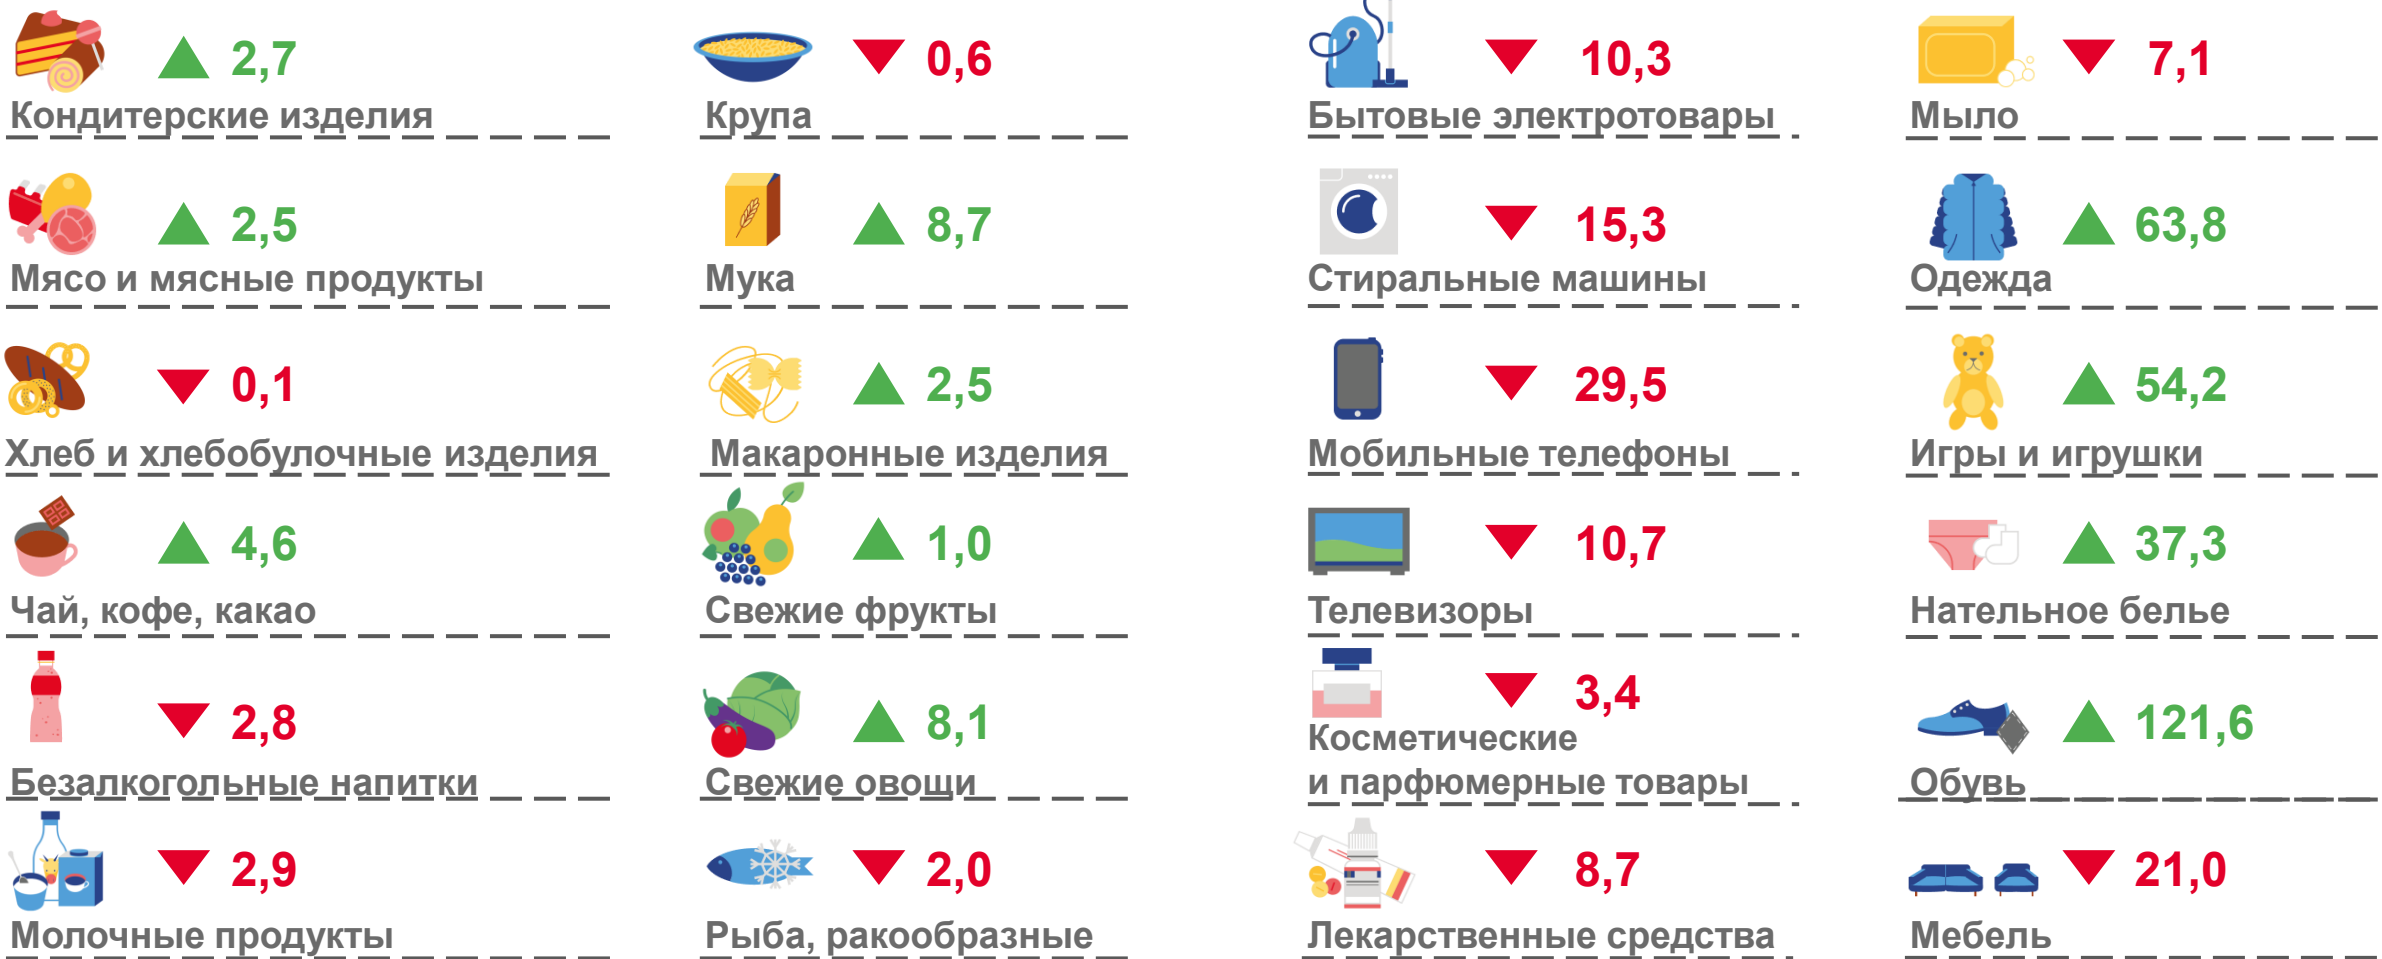 2,7
Кондитерские изделия
0,6
Крупа
10,3
Бытовые электротовары
7,1
Мыло
2,5
Мясо и мясные продукты
8,7
Мука
15,3
Стиральные машины
63,8
Одежда
0,1
Хлеб и хлебобулочные изделия
2,5
Макаронные изделия
29,5
Мобильные телефоны
54,2
Игры и игрушки
4,6
Чай, кофе, какао
1,0
Свежие фрукты
10,7
Телевизоры
37,3
Нательное белье
2,8
Безалкогольные напитки
8,1
Свежие овощи
3,4
Косметические
и парфюмерные товары
121,6
Обувь
2,9
Молочные продукты
2,0
Рыба, ракообразные
8,7
Лекарственные средства
21,0
Мебель